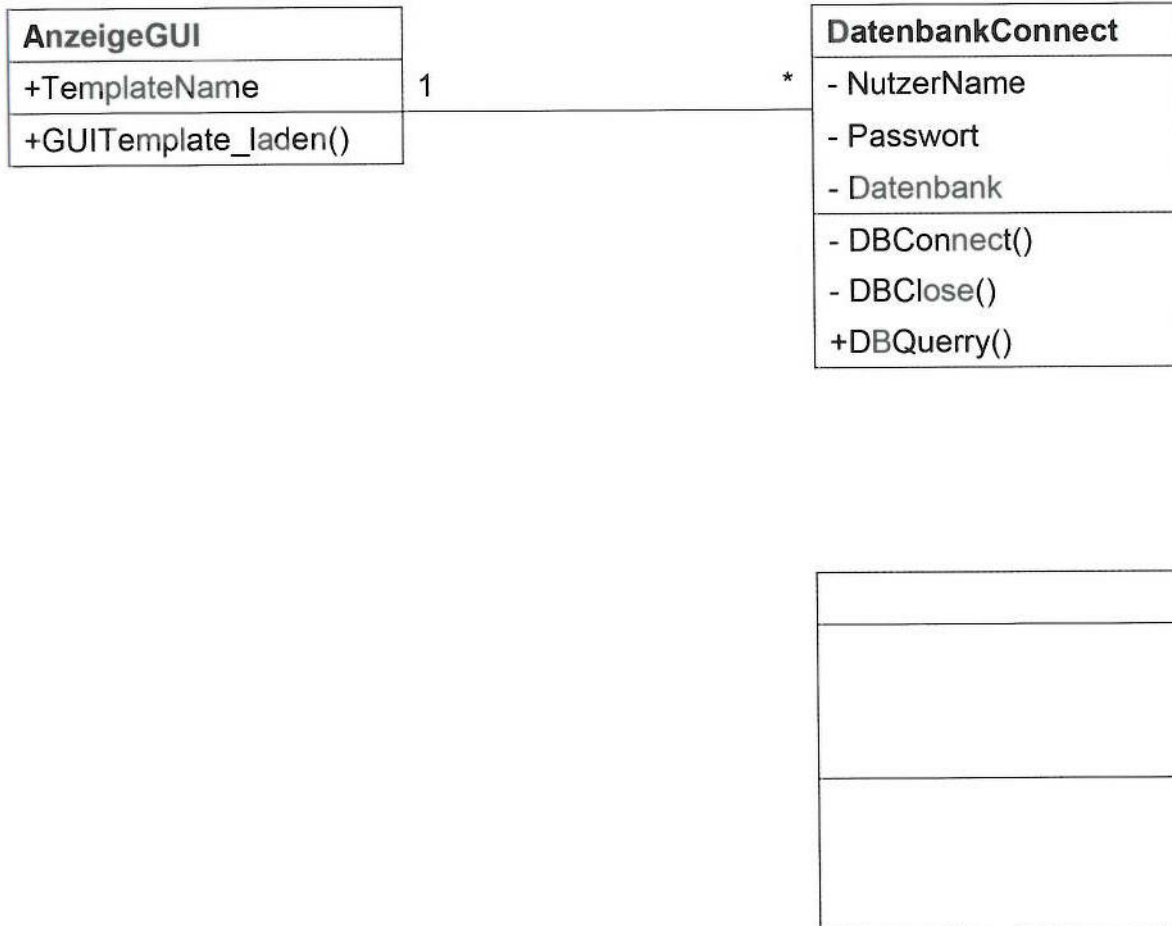 AnzeigeGUI
+TemplateName
+GUITemplate_laden()
1
*
DatenbankConnect
- NutzerName
- Passwort
- Datenbank
- DBConnect()
- DBClose()
+DBQuerry()